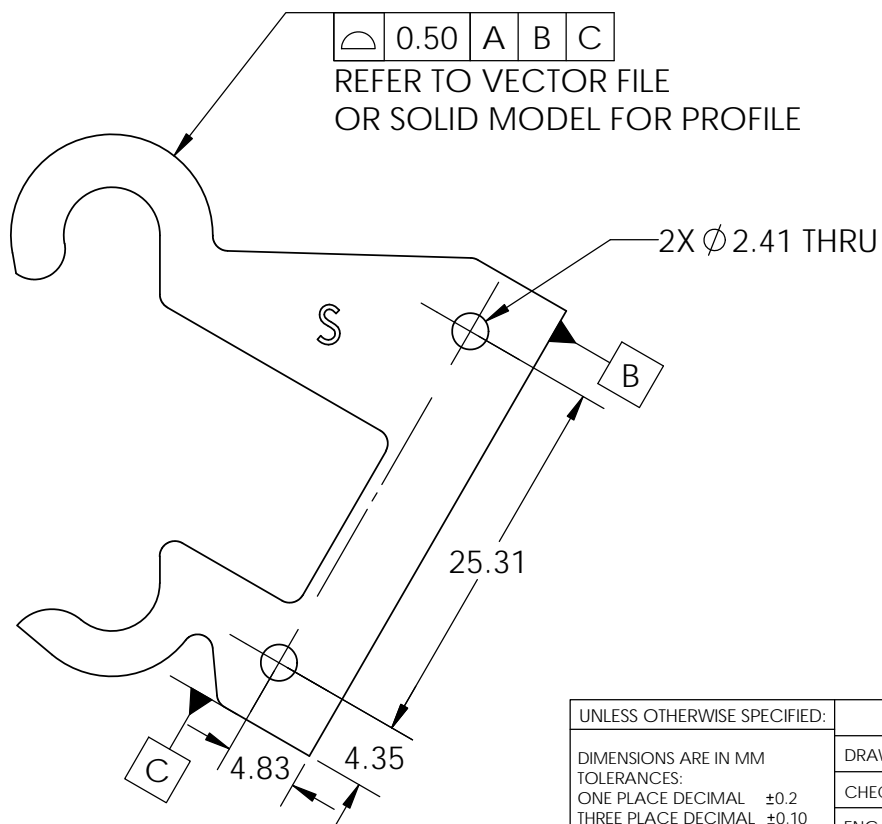 ⌓ 0.50 A B C
REFER TO VECTOR FILE
OR SOLID MODEL FOR PROFILE
2X ∅ 2.41 THRU
S
B
25.31
C
4.83
4.35
UNLESS OTHERWISE SPECIFIED:
DIMENSIONS ARE IN MM
TOLERANCES:
ONE PLACE DECIMAL ±0.2
THREE PLACE DECIMAL ±0.10
DRAW
CHEC